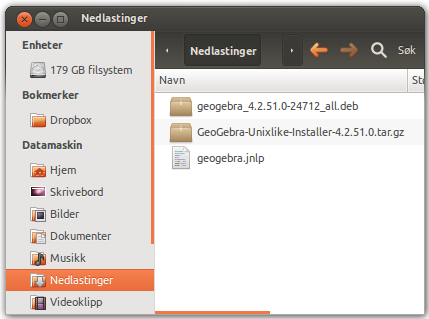 Nedlastinger
Enheter
179 GB filsystem
Bokmerker
Dropbox
Datamaskin
Hjem
Skrivebord
Bilder
Dokumenter
Musikk
Nedlastinger
Videoklipp
Nedlastinger
Søk
Navn
geogebra_4.2.51.0-24712_all.deb
GeoGebra-Unixlike-Installer-4.2.51.0.tar.gz
geogebra.jnlp